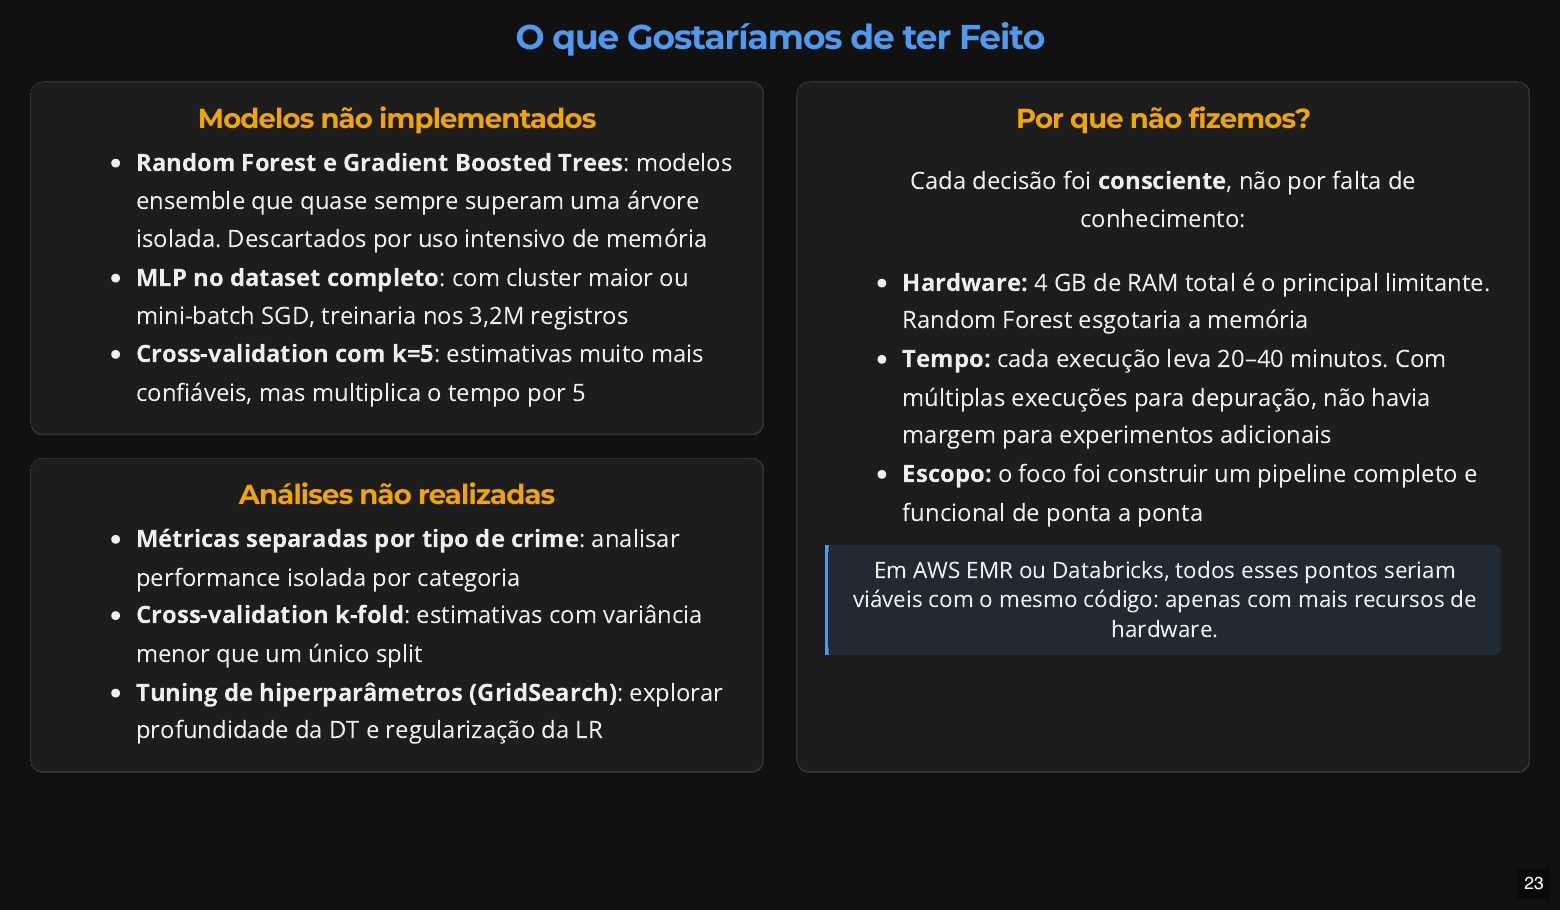 O que Gostaríamos de ter Feito
Modelos não implementados
• Random Forest e Gradient Boosted Trees: modelos
ensemble que quase sempre superam uma árvore
isolada. Descartados por uso intensivo de memória
• MLP no dataset completo: com cluster maior ou
mini-batch SGD, treinaria nos 3,2M registros
• Cross-validation com k=5: estimativas muito mais
confiáveis, mas multiplica o tempo por 5
Análises não realizadas
• Métricas separadas por tipo de crime: analisar
performance isolada por categoria
• Cross-validation k-fold: estimativas com variância
menor que um único split
• Tuning de hiperparâmetros (GridSearch): explorar
profundidade da DT e regularização da LR
Por que não fizemos?
Cada decisão foi consciente, não por falta de
conhecimento:
• Hardware: 4 GB de RAM total é o principal limitante.
Random Forest esgotaria a memória
• Tempo: cada execução leva 20–40 minutos. Com
múltiplas execuções para depuração, não havia
margem para experimentos adicionais
• Escopo: o foco foi construir um pipeline completo e
funcional de ponta a ponta
Em AWS EMR ou Databricks, todos esses pontos seriam
viáveis com o mesmo código: apenas com mais recursos de
hardware.
23